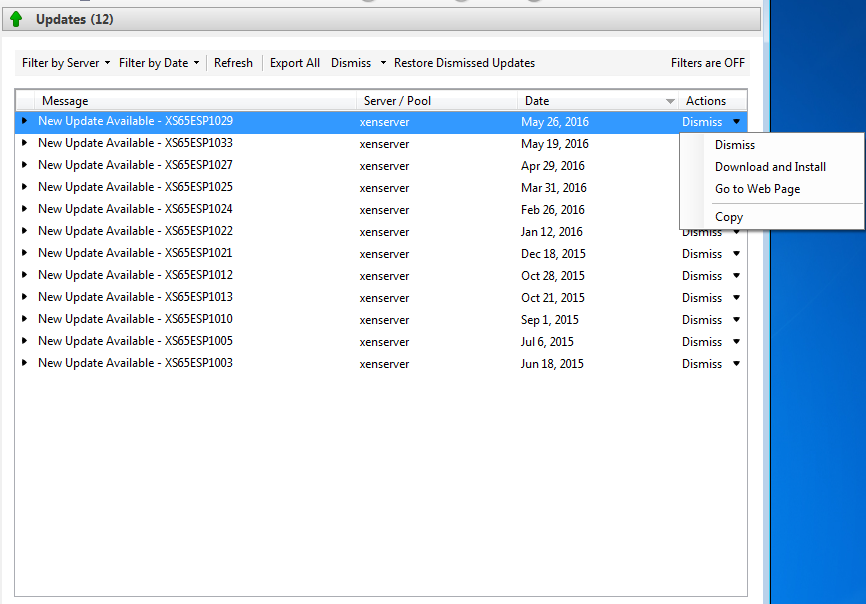 Updates (12)
Filter by Server Filter by Date Refresh Export All Dismiss Restore Dismissed Updates Filters are OFF
Message Server / Pool Date Actions
New Update Available - XS65ESP1029 xenserver May 26, 2016 Dismiss
New Update Available - XS65ESP1033 xenserver May 19, 2016
New Update Available - XS65ESP1027 xenserver Apr 29, 2016
New Update Available - XS65ESP1025 xenserver Mar 31, 2016
New Update Available - XS65ESP1024 xenserver Feb 26, 2016
New Update Available - XS65ESP1022 xenserver Jan 12, 2016 Dismiss
New Update Available - XS65ESP1021 xenserver Dec 18, 2015 Dismiss
New Update Available - XS65ESP1012 xenserver Oct 28, 2015 Dismiss
New Update Available - XS65ESP1013 xenserver Oct 21, 2015 Dismiss
New Update Available - XS65ESP1010 xenserver Sep 1, 2015 Dismiss
New Update Available - XS65ESP1005 xenserver Jul 6, 2015 Dismiss
New Update Available - XS65ESP1003 xenserver Jun 18, 2015 Dismiss
Dismiss
Download and Install
Go to Web Page
Copy